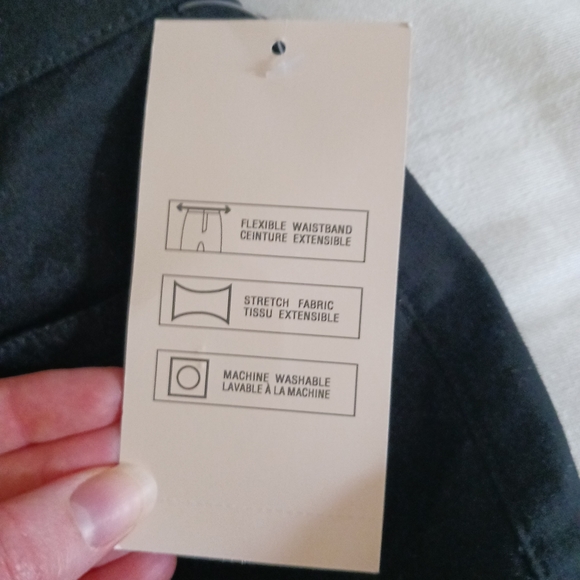 FLEXIBLE WAISTBAND
CEINTURE EXTENSIBLE
STRETCH FABRIC
TISSU EXTENSIBLE
MACHINE WASHABLE
LAVABLE À LA MACHINE